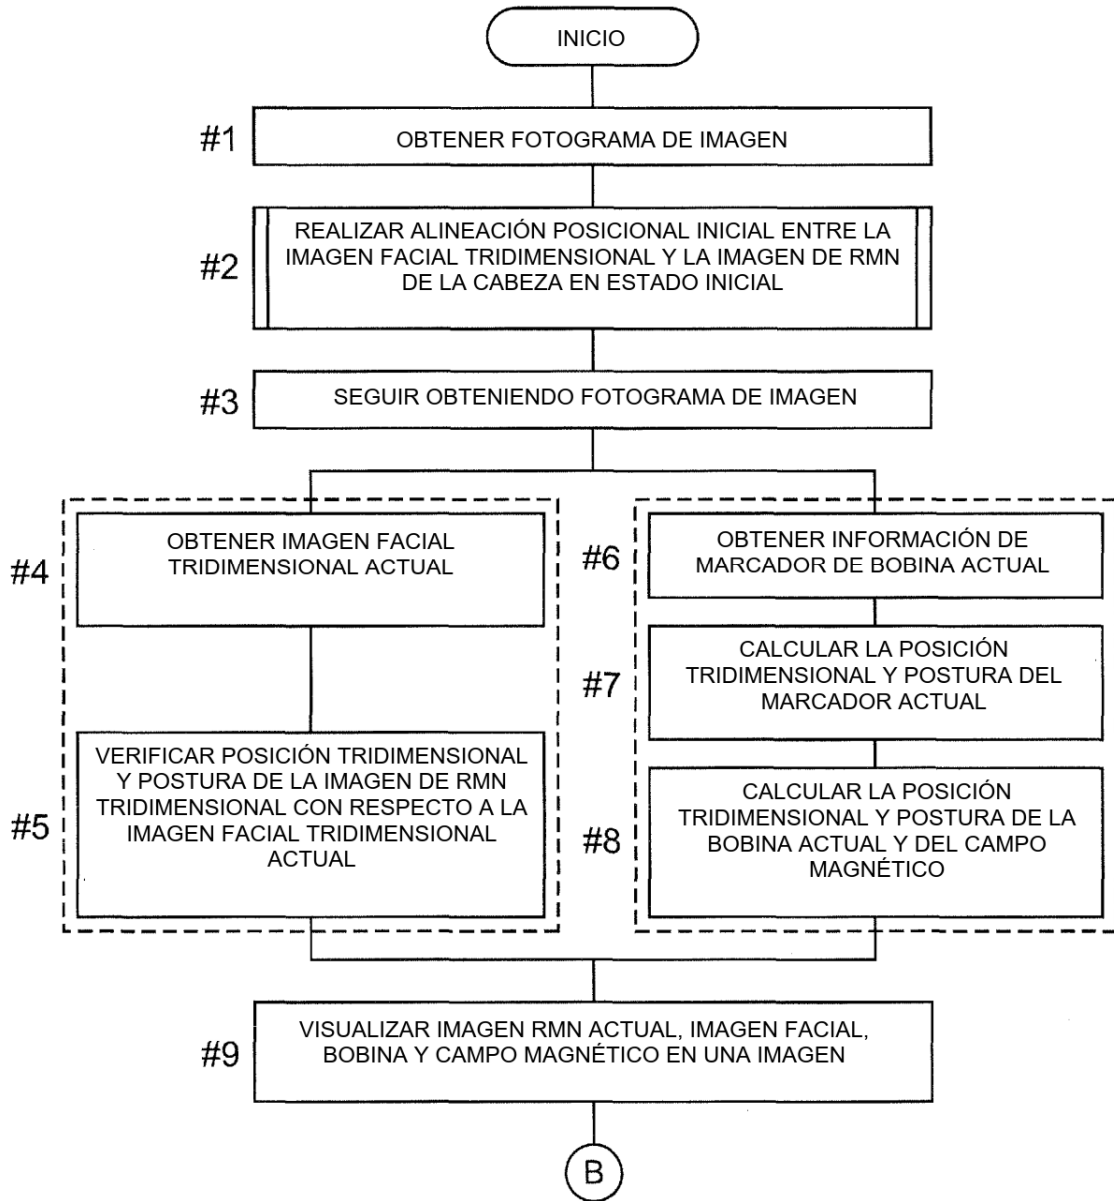 INICIO
#1
OBTENER FOTOGRAMA DE IMAGEN
#2
REALIZAR ALINEACIÓN POSICIONAL INICIAL ENTRE LA
IMAGEN FACIAL TRIDIMENSIONAL Y LA IMAGEN DE RMN
DE LA CABEZA EN ESTADO INICIAL
#3
SEGUIR OBTENIENDO FOTOGRAMA DE IMAGEN
#4
OBTENER IMAGEN FACIAL
TRIDIMENSIONAL ACTUAL
#5
VERIFICAR POSICIÓN TRIDIMENSIONAL
Y POSTURA DE LA IMAGEN DE RMN
TRIDIMENSIONAL CON RESPECTO A LA
IMAGEN FACIAL TRIDIMENSIONAL
ACTUAL
#6
OBTENER INFORMACIÓN DE
MARCADOR DE BOBINA ACTUAL
#7
CALCULAR LA POSICIÓN
TRIDIMENSIONAL Y POSTURA DEL
MARCADOR ACTUAL
#8
CALCULAR LA POSICIÓN
TRIDIMENSIONAL Y POSTURA DE LA
BOBINA ACTUAL Y DEL CAMPO
MAGNÉTICO
#9
VISUALIZAR IMAGEN RMN ACTUAL, IMAGEN FACIAL,
BOBINA Y CAMPO MAGNÉTICO EN UNA IMAGEN
B